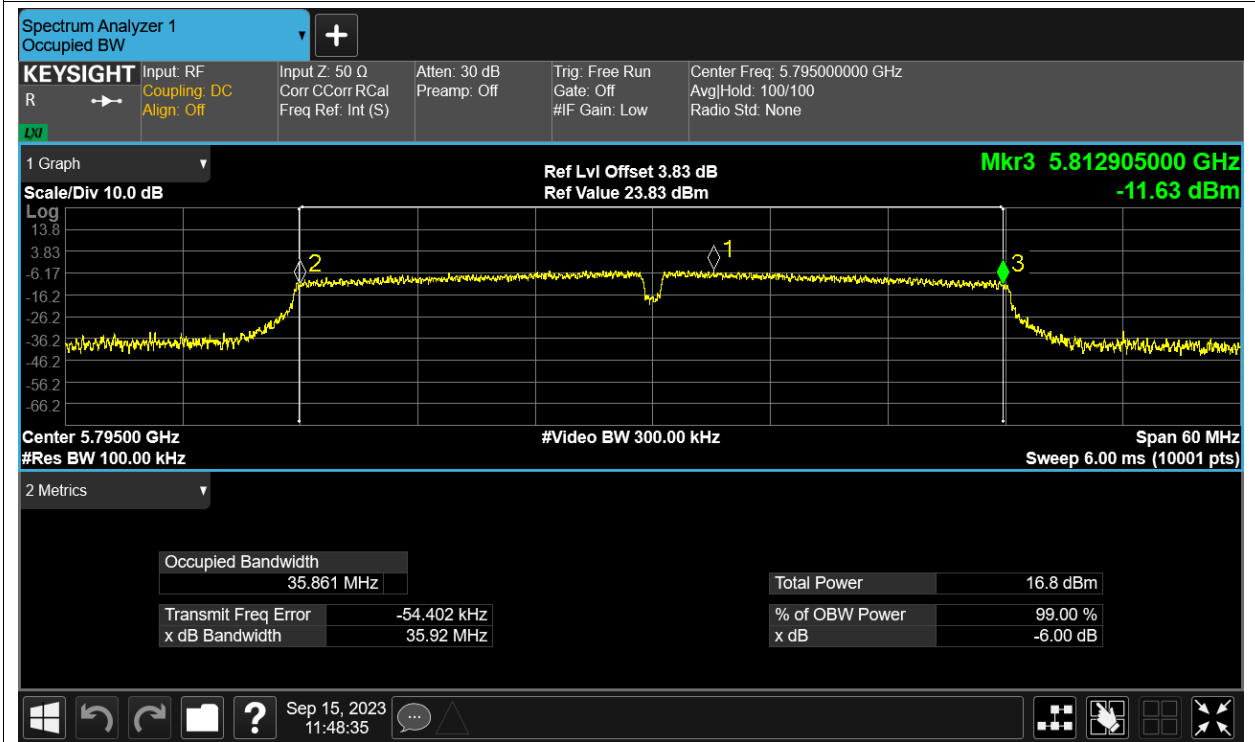 Spectrum Analyzer 1
Occupied BW
KEYSIGHT
R
LXI
Input: RF
Coupling: DC
Align: Off
Input Z: 50 Ω
Corr CCorr RCal
Freq Ref: Int (S)
Atten: 30 dB
Preamp: Off
Trig: Free Run
Gate: Off
#IF Gain: Low
Center Freq: 5.795000000 GHz
Avg|Hold: 100/100
Radio Std: None
1 Graph
Scale/Div 10.0 dB
Ref Lvl Offset 3.83 dB
Ref Value 23.83 dBm
Mkr3 5.812905000 GHz
-11.63 dBm
Log
13.8
3.83
-6.17
-16.2
-26.2
-36.2
-46.2
-56.2
-66.2
2
1
3
Center 5.79500 GHz
#Video BW 300.00 kHz
Span 60 MHz
#Res BW 100.00 kHz
Sweep 6.00 ms (10001 pts)
2 Metrics
Occupied Bandwidth
35.861 MHz
Total Power 16.8 dBm
Transmit Freq Error -54.402 kHz
% of OBW Power 99.00 %
x dB Bandwidth 35.92 MHz
x dB -6.00 dB
?
Sep 15, 2023
11:48:35